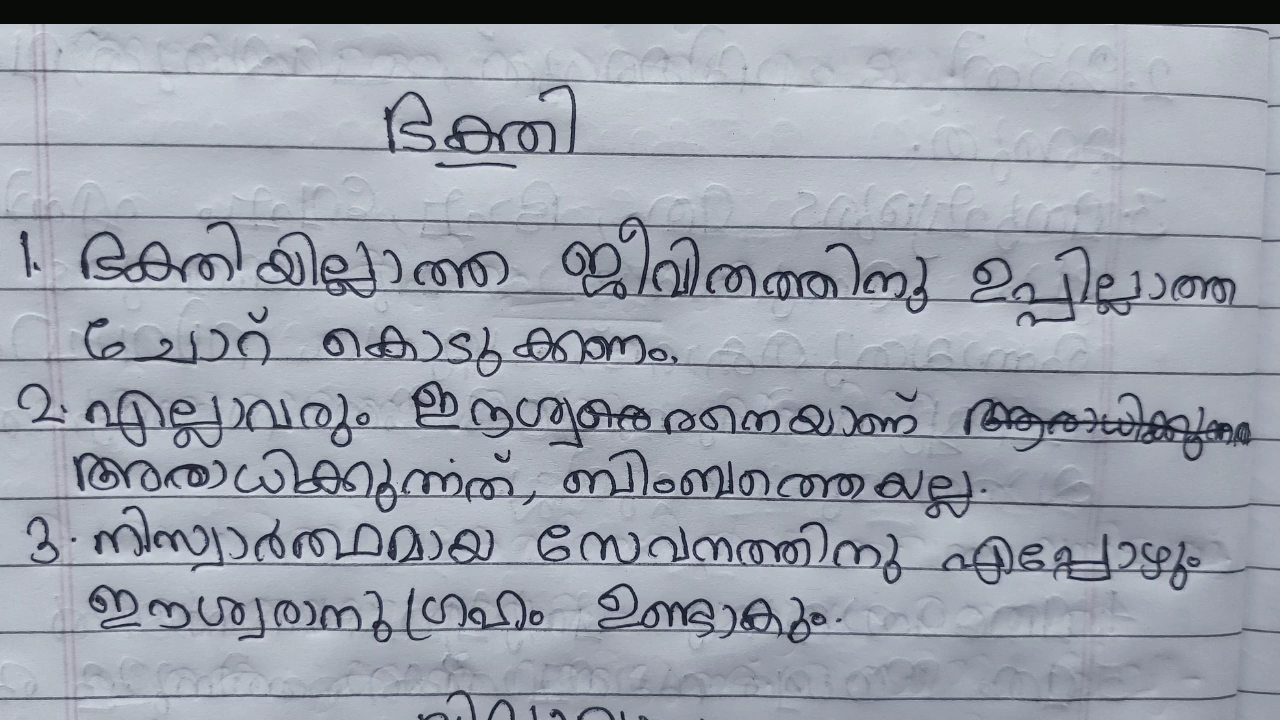 ഭക്തി
1. ഭക്തിയില്ലാത്ത ജീവിതത്തിനു ഉപ്പില്ലാത്ത
ചോറ് കൊടുക്കണം.
2. എല്ലാവരും ഈശ്വരനെയാണ്
ആരാധിക്കുന്നത്, ബിംബത്തെയല്ല.
3. നിസ്വാർത്ഥമായ സേവനത്തിനു എപ്പോഴും
ഈശ്വരാനുഗ്രഹം ഉണ്ടാകും.